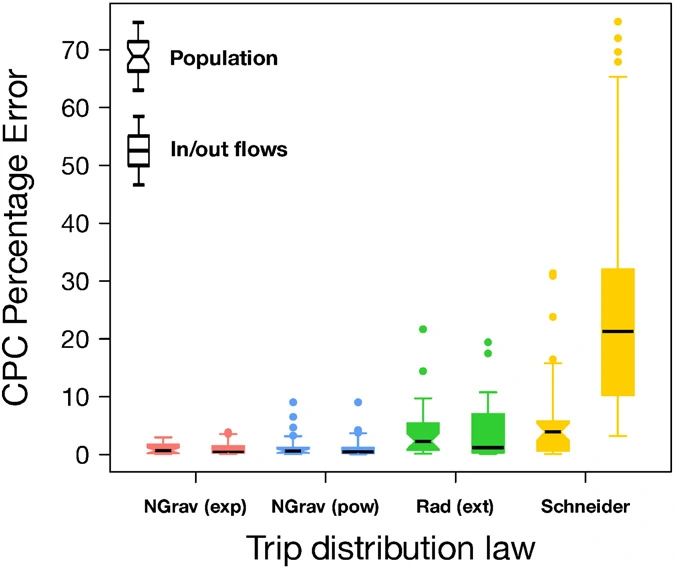 CPC Percentage Error
70
60
50
40
30
20
10
0
Population
In/out flows
NGrav (exp)
NGrav (pow)
Rad (ext)
Schneider
Trip distribution law